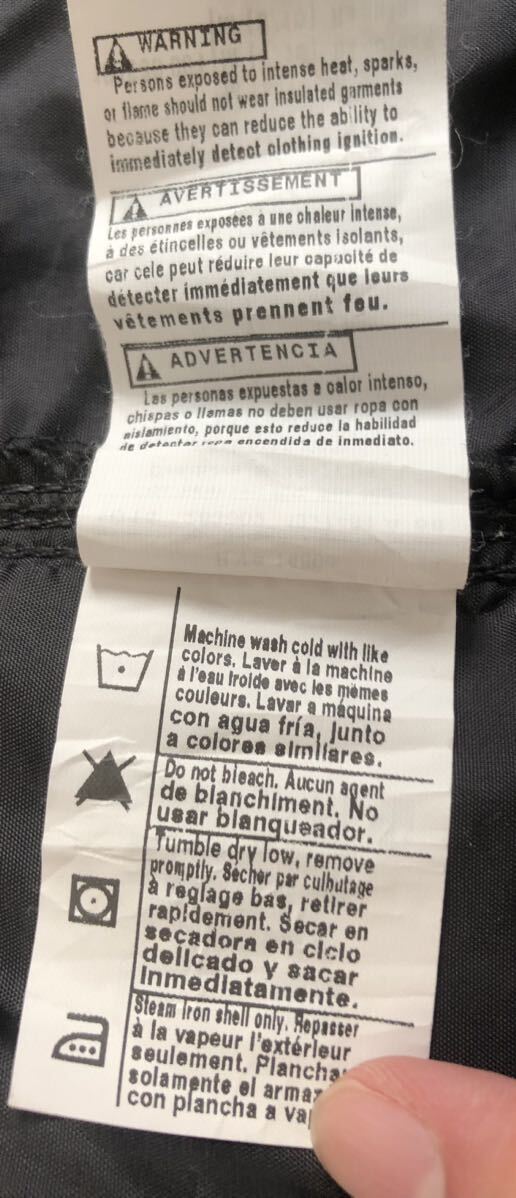 WARNING
Persons exposed to intense heat, sparks,
or flame should not wear insulated garments
because they can reduce the ability to
immediately detect clothing ignition.
AVERTISSEMENT
Les personnes exposées à une chaleur intense,
à des étincelles ou vêtements isolants,
car cele peut réduire leur capacité de
détecter immédiatement que leurs
vêtements prennent feu.
ADVERTENCIA
Las personas expuestas a calor intenso,
chispas o llamas no deben usar ropa con
aislamiento, porque esto reduce la habilidad
de detectar ropa encendida de inmediato.
Machine wash cold with like
colors. Laver à la machine
à l'eau froide avec les mêmes
couleurs. Lavar a máquina
con agua fría, junto
a colores similares.
Do not bleach. Aucun agent
de blanchiment. No
usar blanqueador.
Tumble dry low, remove
promptly. Sécher par culbutage
à reglage bas, retirer
rapidement. Secar en
secadora en ciclo
delicado y sacar
inmediatamente.
Steam iron shell only. Repasser
à la vapeur l'extérieur
seulement. Plancha
solamente el armaz
con plancha a va